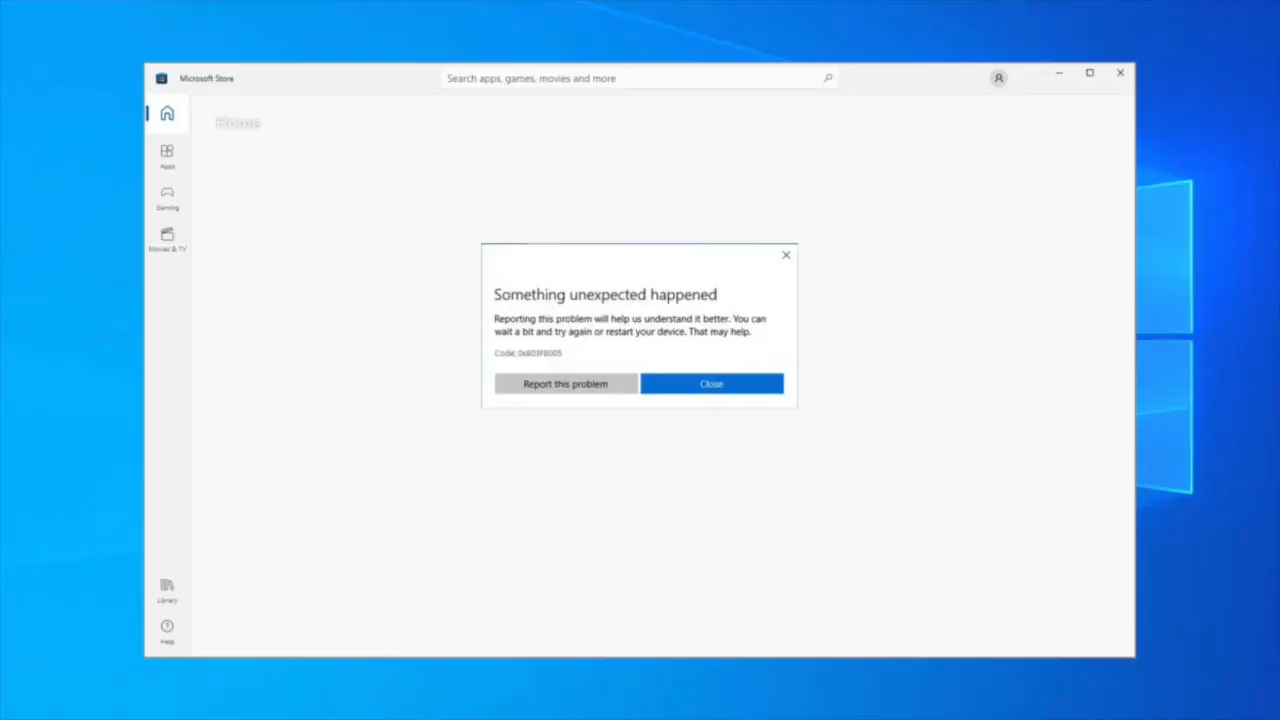 Microsoft Store
Search apps, games, movies and more
Home
Apps
Gaming
Movies & TV
Something unexpected happened
Reporting this problem will help us understand it better. You can
wait a bit and try again or restart your device. That may help.
Code: 0x803FB005
Report this problem
Close
Library
Help